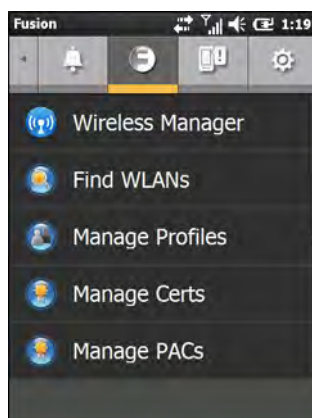 Fusion 1:19
Wireless Manager
Find WLANs
Manage Profiles
Manage Certs
Manage PACs